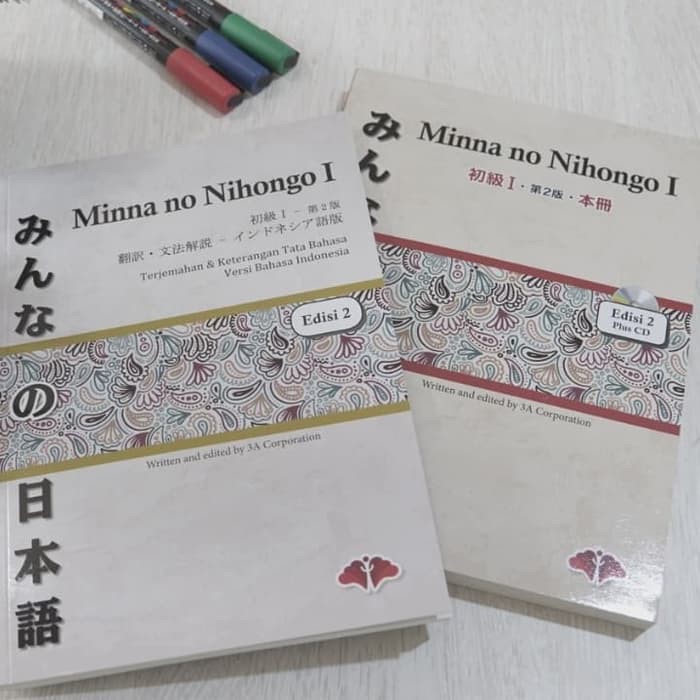 みんなの日本語
Minna no Nihongo I
初級 I - 第2版
翻訳・文法解説 - インドネシア語版
Terjemahan & Keterangan Tata Bahasa
Versi Bahasa Indonesia
Edisi 2
Written and edited by 3A Corporation
みんな
Minna no Nihongo I
初級 I・第2版・本冊
Edisi 2
Plus CD
Written and edited by 3A Corporation